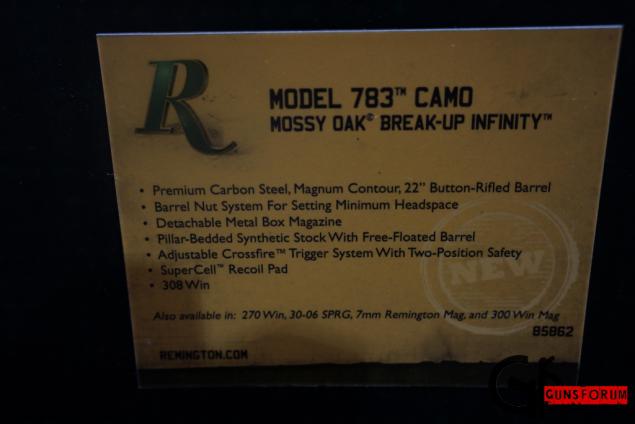 R
MODEL 783™ CAMO
MOSSY OAK® BREAK-UP INFINITY™
• Premium Carbon Steel, Magnum Contour, 22" Button-Rifled Barrel
• Barrel Nut System For Setting Minimum Headspace
• Detachable Metal Box Magazine
• Pillar-Bedded Synthetic Stock With Free-Floated Barrel
• Adjustable Crossfire™ Trigger System With Two-Position Safety
• SuperCell™ Recoil Pad
• 308 Win
NEW
Also available in: 270 Win, 30-06 SPRG, 7mm Remington Mag, and 300 Win Mag
85862
REMINGTON.COM
GUNSFORUM